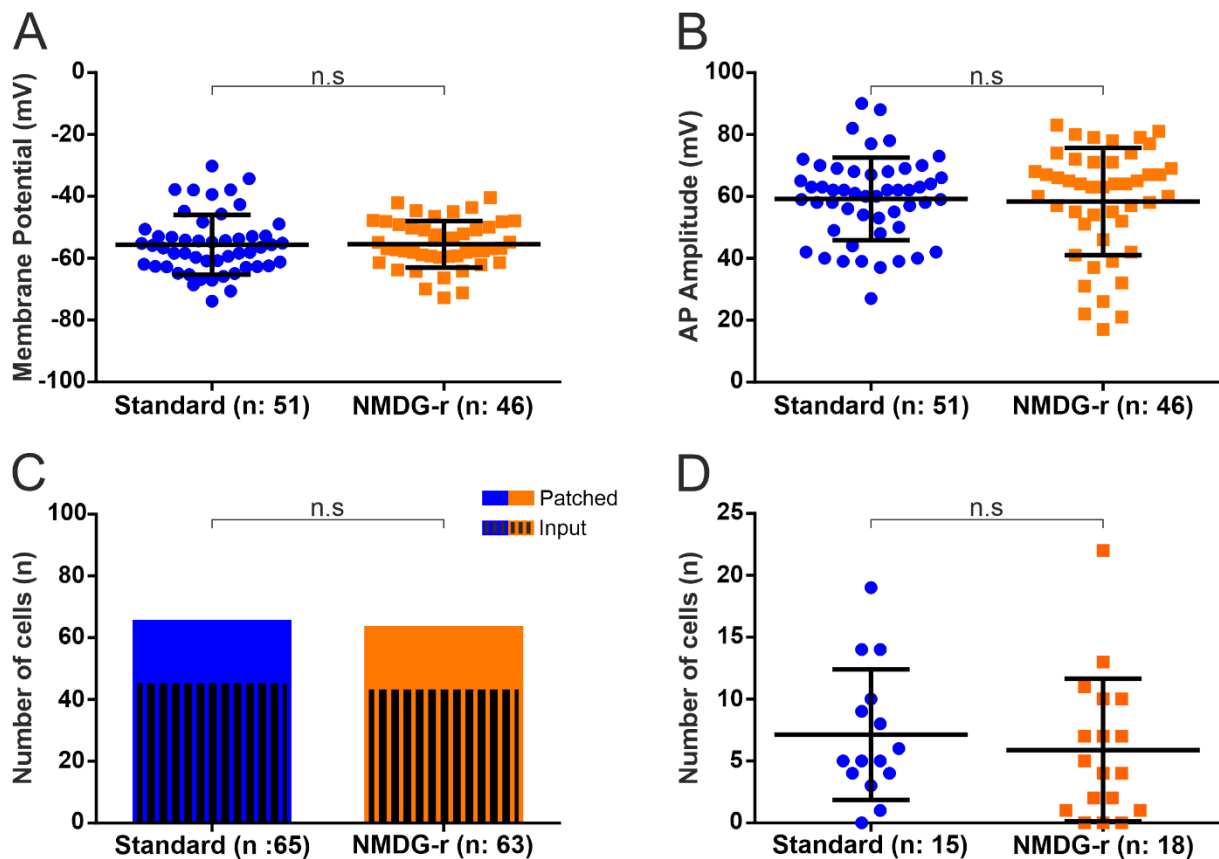 A
n.s
Membrane Potential (mV)
0
-20
-40
-60
-80
-100
Standard (n: 51)
NMDG-r (n: 46)
B
n.s
AP Amplitude (mV)
100
80
60
40
20
0
Standard (n: 51)
NMDG-r (n: 46)
C
n.s
Patched
Input
Number of cells (n)
100
80
60
40
20
0
Standard (n :65)
NMDG-r (n: 63)
D
n.s
Number of cells (n)
25
20
15
10
5
0
Standard (n: 15)
NMDG-r (n: 18)